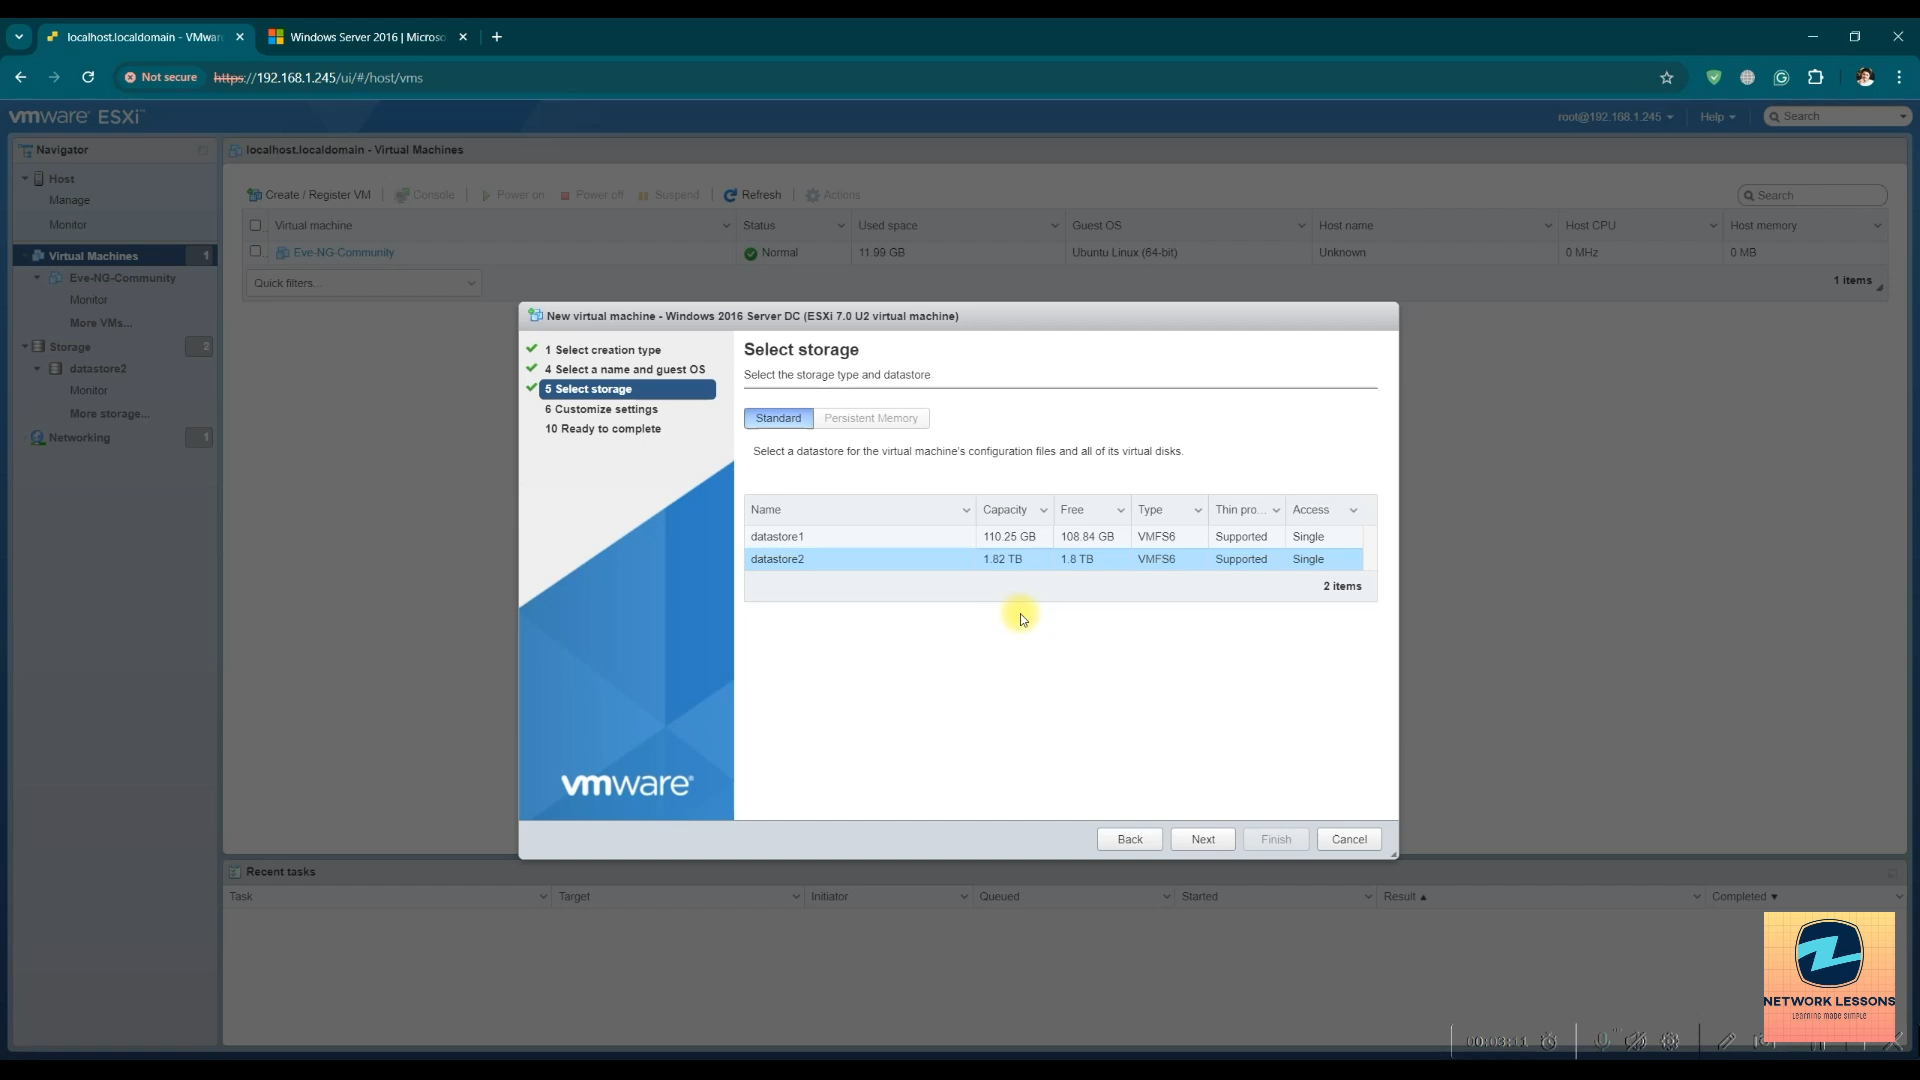 localhost.localdomain - VMwar
Windows Server 2016 | Microso
Not secure
https://192.168.1.245/ui/#/host/vms
vmware ESXi
root@192.168.1.245
Help
Search
Navigator
Host
Manage
Monitor
Virtual Machines
1
Eve-NG-Community
Monitor
More VMs...
Storage
2
datastore2
Monitor
More storage...
Networking
1
localhost.localdomain - Virtual Machines
Create / Register VM
Console
Power on
Power off
Suspend
Refresh
Actions
Search
Virtual machine Status Used space Guest OS Host name Host CPU Host memory
Eve-NG-Community Normal 11.99 GB Ubuntu Linux (64-bit) Unknown 0 MHz 0 MB
Quick filters...
1 items
New virtual machine - Windows 2016 Server DC (ESXi 7.0 U2 virtual machine)
1 Select creation type
4 Select a name and guest OS
5 Select storage
6 Customize settings
10 Ready to complete
vmware
Select storage
Select the storage type and datastore
Standard
Persistent Memory
Select a datastore for the virtual machine's configuration files and all of its virtual disks.
Name Capacity Free Type Thin pro... Access
datastore1 110.25 GB 108.84 GB VMFS6 Supported Single
datastore2 1.82 TB 1.8 TB VMFS6 Supported Single
2 items
Back
Next
Finish
Cancel
Recent tasks
Task Target Initiator Queued Started Result Completed
NETWORK LESSONS
Learning made simple
00:03:11